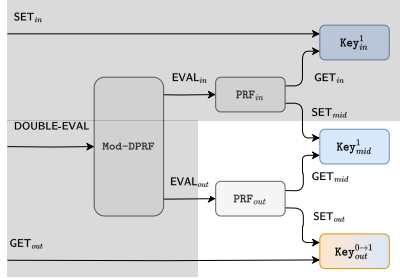 SET_in
Key^1_in
EVAL_in
GET_in
PRF_in
SET_mid
DOUBLE-EVAL
Mod-DPRF
Key^1_mid
EVAL_out
GET_mid
PRF_out
SET_out
GET_out
Key^{0→1}_out